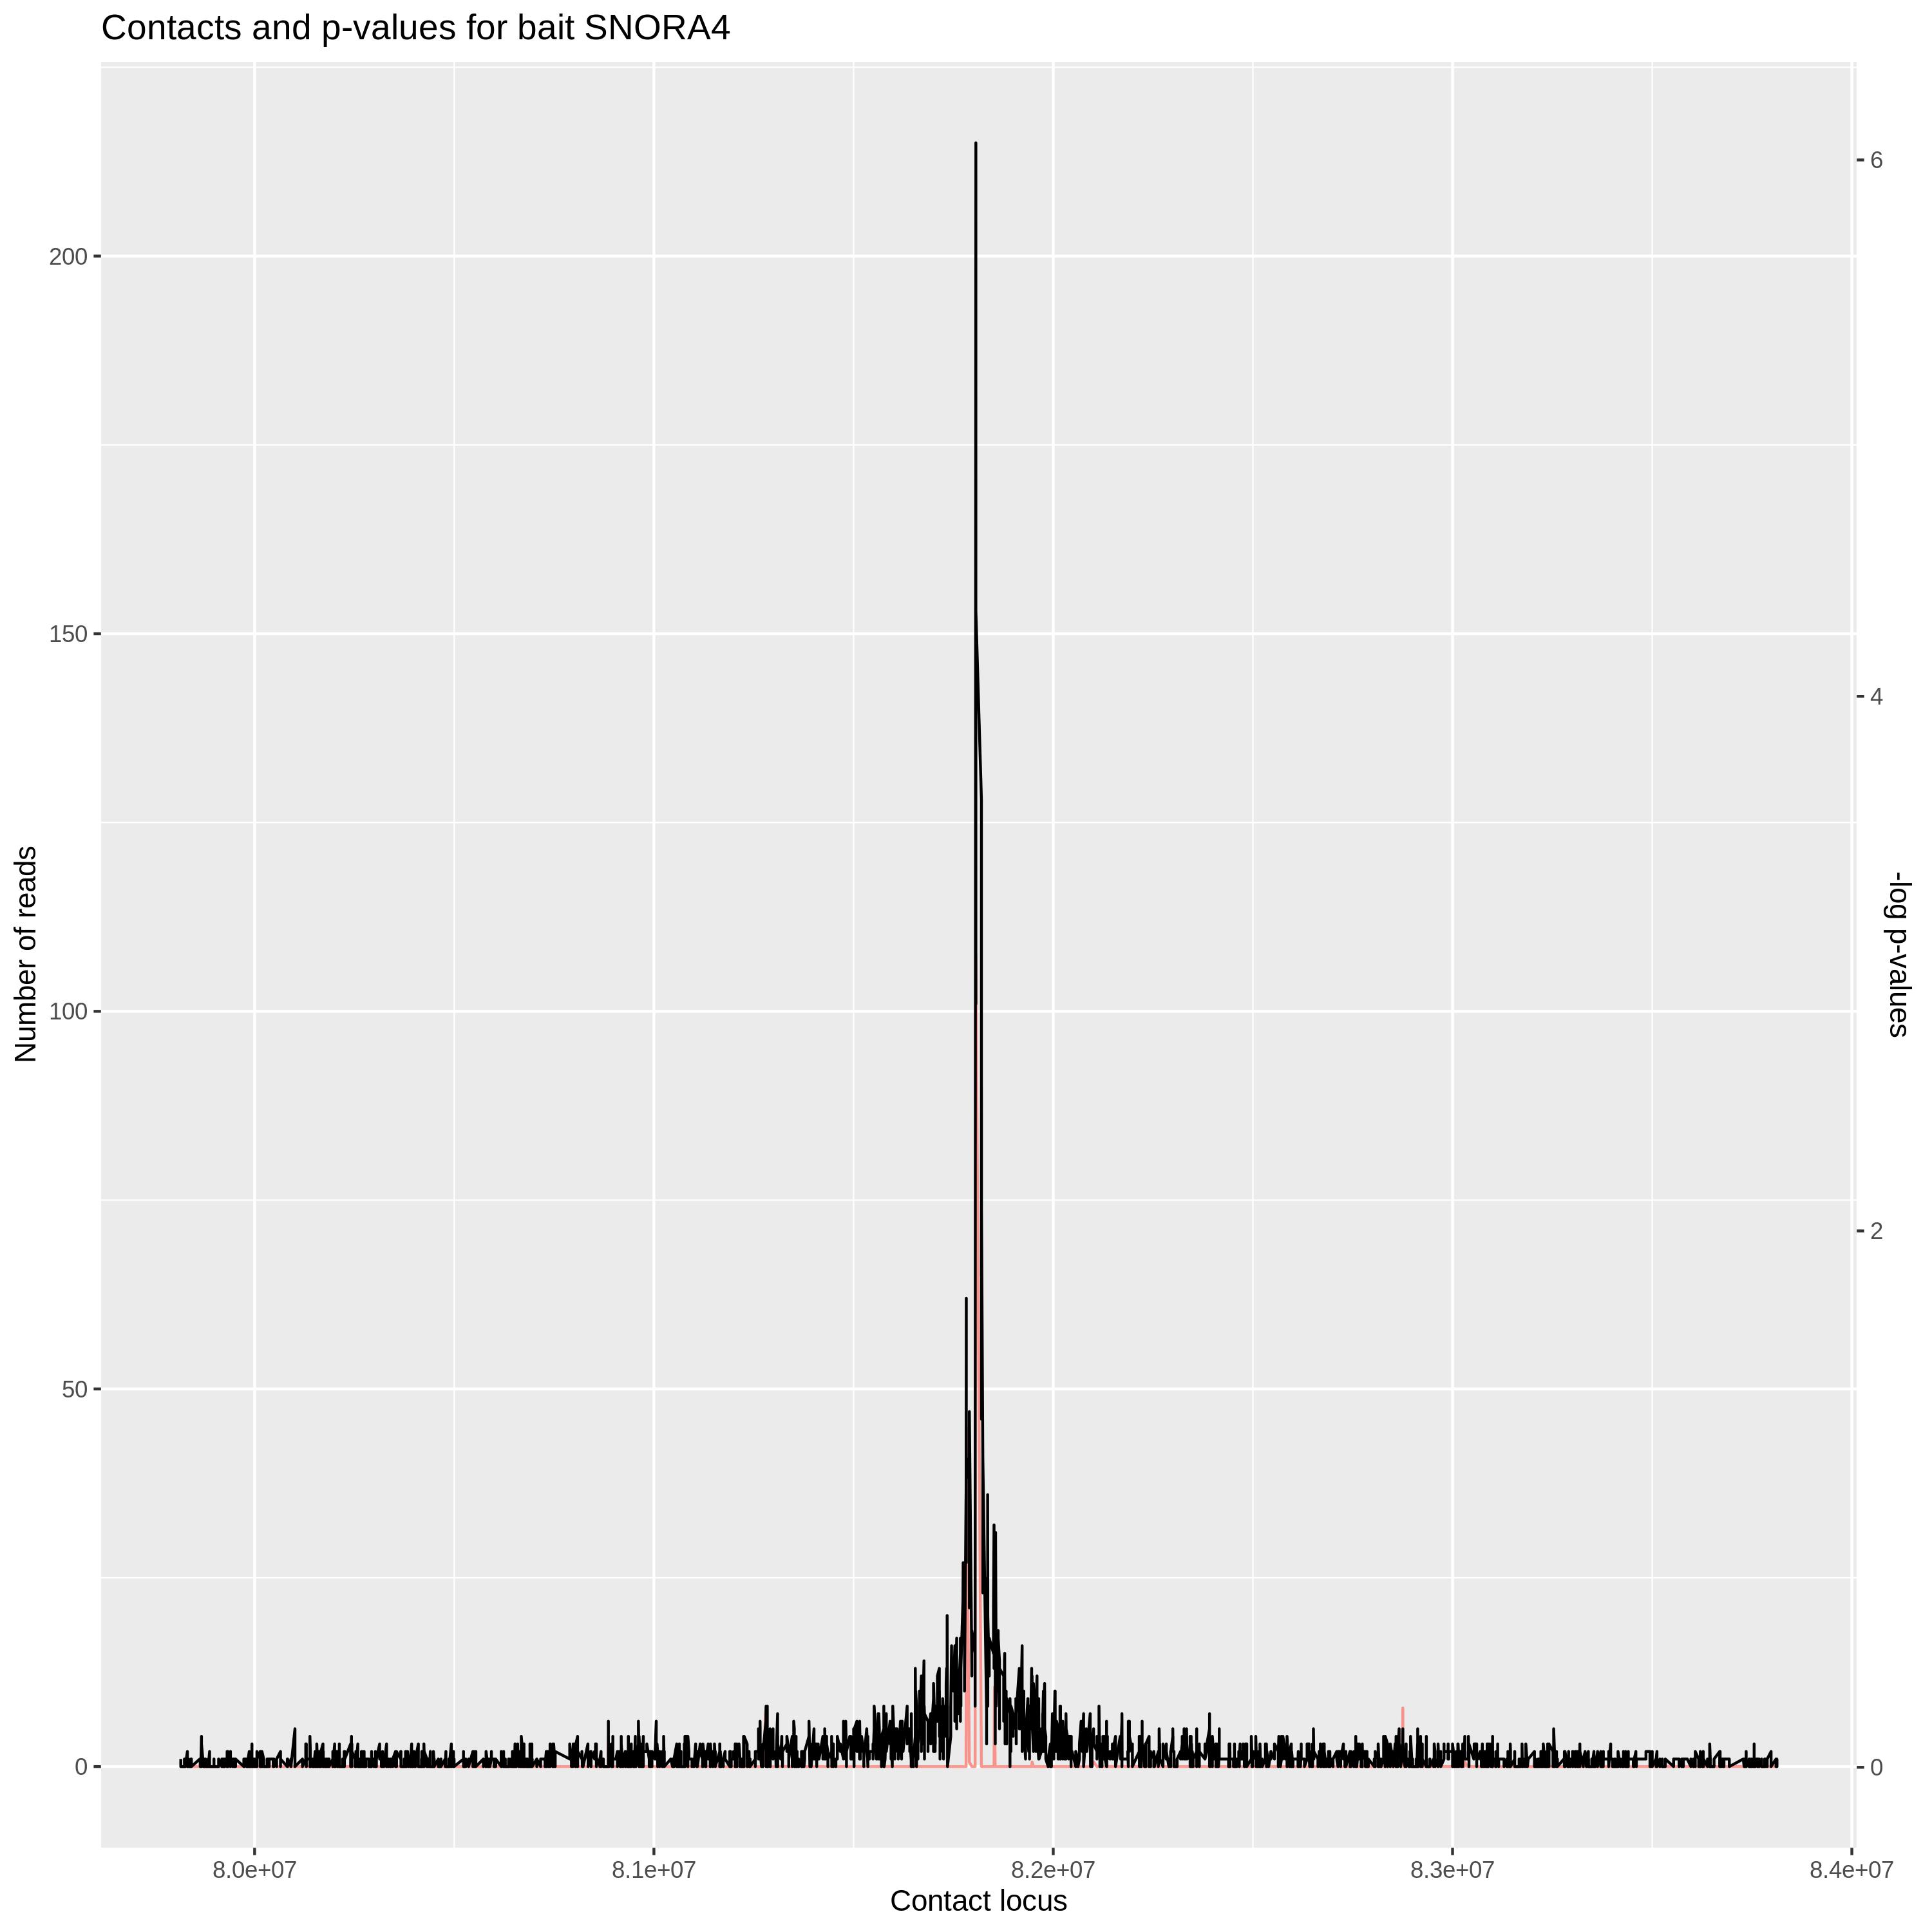 Contacts and p-values for bait SNORA4
Number of reads
200
150
100
50
0
6
4
2
0
-log p-values
8.0e+07
8.1e+07
8.2e+07
8.3e+07
8.4e+07
Contact locus